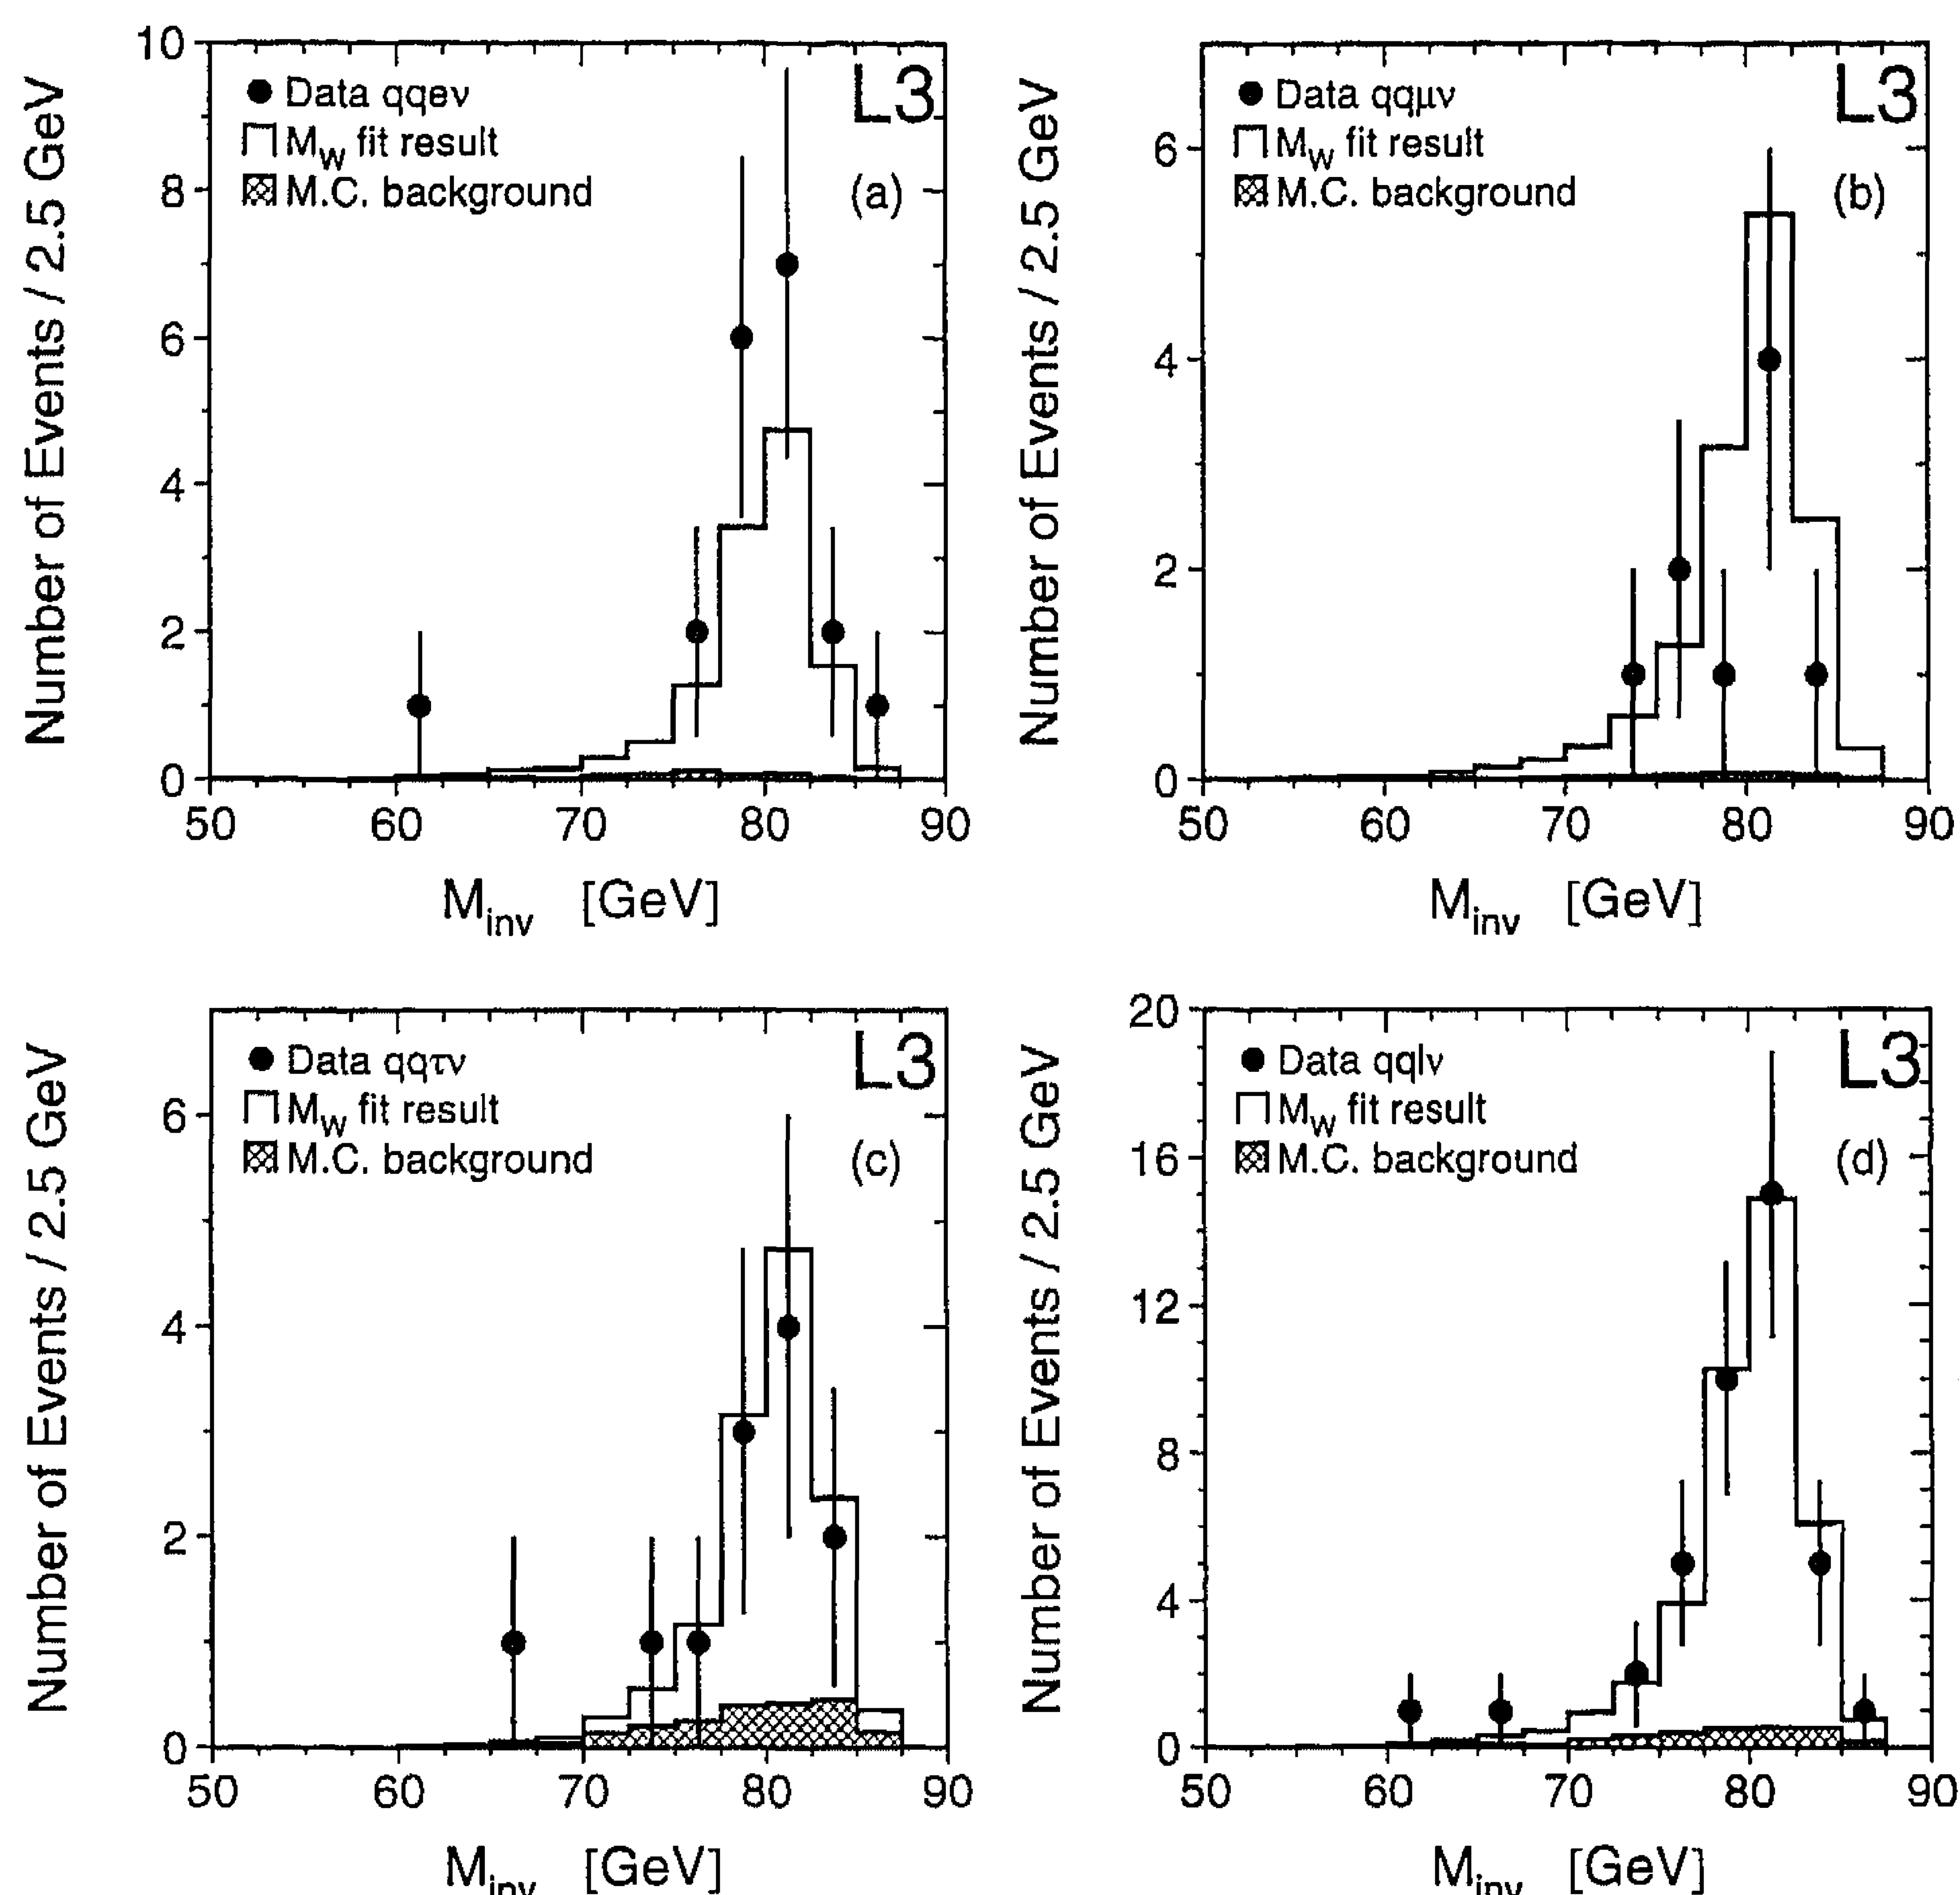 10
8
6
4
2
0
Number of Events / 2.5 GeV
● Data qqeν
M_W fit result
M.C. background
L3
(a)
50 60 70 80 90
M_inv [GeV]
6
4
2
0
Number of Events / 2.5 GeV
● Data qqμν
M_W fit result
M.C. background
L3
(b)
50 60 70 80 90
M_inv [GeV]
6
4
2
0
Number of Events / 2.5 GeV
● Data qqτν
M_W fit result
M.C. background
L3
(c)
50 60 70 80 90
M_inv [GeV]
20
16
12
8
4
0
Number of Events / 2.5 GeV
● Data qqlν
M_W fit result
M.C. background
L3
(d)
50 60 70 80 90
M_inv [GeV]